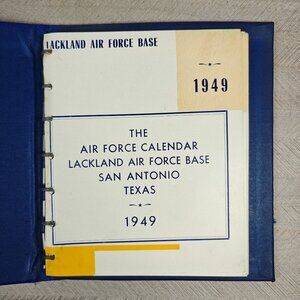 LACKLAND AIR FORCE BASE
1949
THE
AIR FORCE CALENDAR
LACKLAND AIR FORCE BASE
SAN ANTONIO
TEXAS
1949